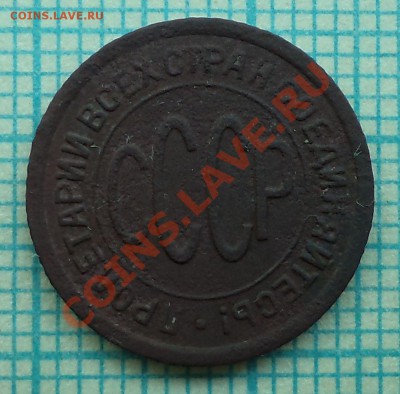 COINS.LAVE.RU
COINS.LAVE.RU
COINS.LAVE.RU
ПРОЛЕТАРИИ ВСЕХ СТРАН СОЕДИНЯЙТЕСЬ!
СССР